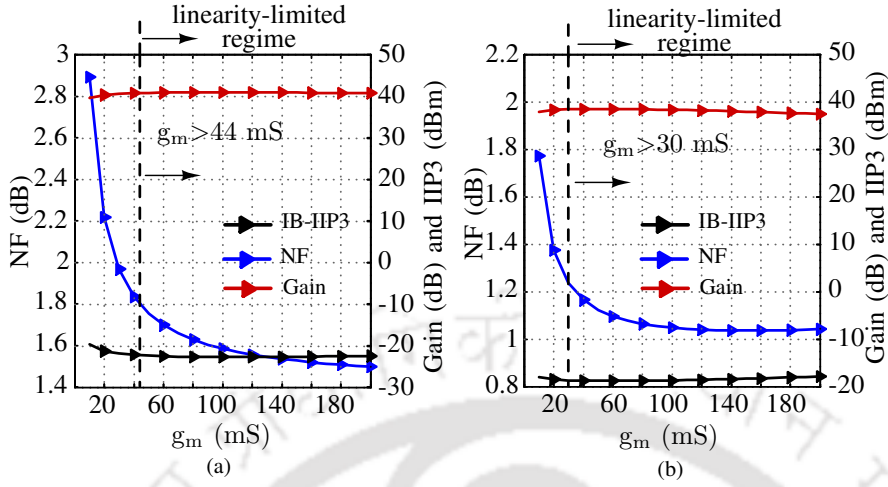 linearity-limited
regime
3
2.8
2.6
2.4
2.2
2
1.8
1.6
1.4
NF (dB)
50
40
30
20
10
0
-10
-20
-30
Gain (dB) and IIP3 (dBm)
gm>44 mS
IB-IIP3
NF
Gain
20 60 100 140 180
gm (mS)
(a)
linearity-limited
regime
2.2
2
1.8
1.6
1.4
1.2
1
0.8
NF (dB)
50
40
30
20
10
0
-10
-20
Gain (dB) and IIP3 (dBm)
gm>30 mS
IB-IIP3
NF
Gain
20 60 100 140 180
gm (mS)
(b)